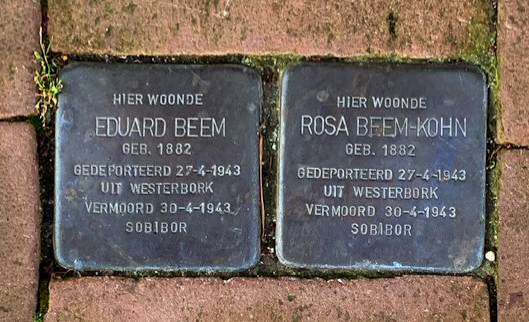 HIER WOONDE
EDUARD BEEM
GEB. 1882
GEDEPORTEERD 27-4-1943
UIT WESTERBORK
VERMOORD 30-4-1943
SOBIBOR
HIER WOONDE
ROSA BEEM-KOHN
GEB. 1882
GEDEPORTEERD 27-4-1943
UIT WESTERBORK
VERMOORD 30-4-1943
SOBIBOR